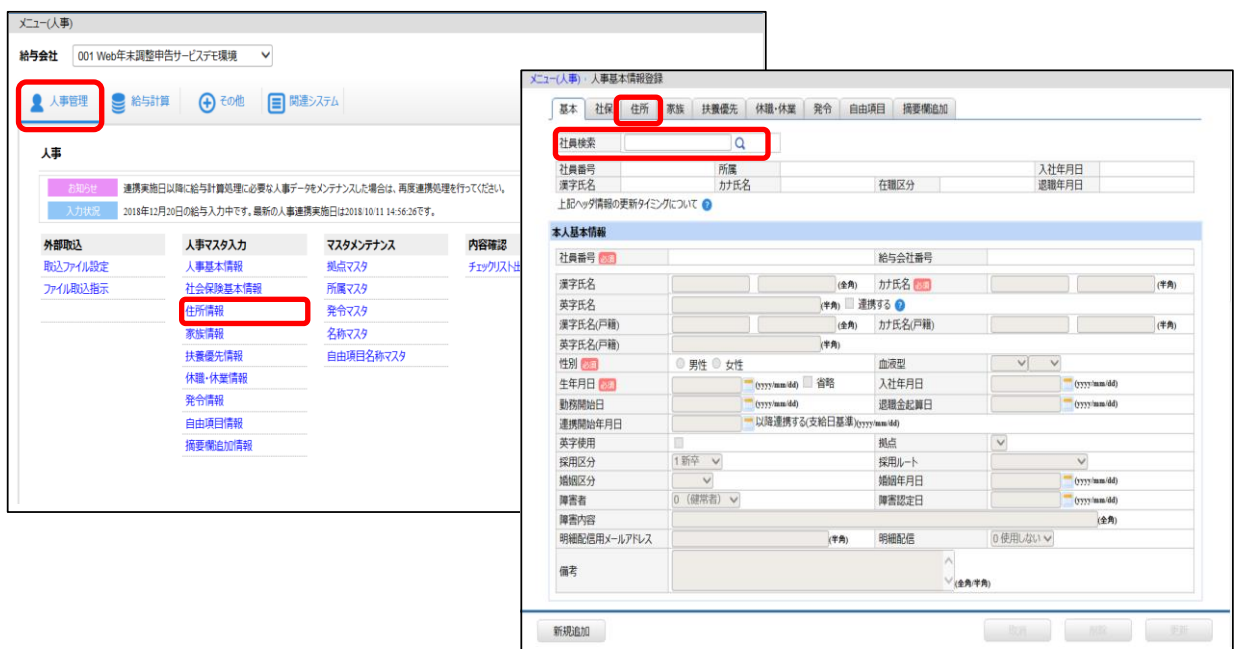 メニュー(人事)
給与会社 001 Web年末調整申告サービスデモ環境
人事管理 給与計算 その他 関連システム
人事
お知らせ 連携実施日以降に給与計算処理に必要な人事データをメンテナンスした場合は、再度連携処理を行ってください。
入力状況 2018年12月20日の給与入力中です。最新の人事連携実施日は2018/10/11 14:56:26です。
外部取込 人事マスタ入力 マスタメンテナンス 内容確認
取込ファイル設定 人事基本情報 拠点マスタ チェックリスト出
ファイル取込指示 社会保険基本情報 所属マスタ
住所情報 発令マスタ
家族情報 名称マスタ
扶養優先情報 自由項目名称マスタ
休職・休業情報
発令情報
自由項目情報
摘要欄追加情報
メニュー(人事) > 人事基本情報登録
基本 社保 住所 家族 扶養優先 休職・休業 発令 自由項目 摘要欄追加
社員検索
社員番号 所属 入社年月日
漢字氏名 カナ氏名 在職区分 退職年月日
上記ヘッダ情報の更新タイミングについて ?
本人基本情報
社員番号 必須 給与会社番号
漢字氏名 (全角) カナ氏名 必須 (半角)
英字氏名 (半角) 連携する ?
漢字氏名(戸籍) (全角) カナ氏名(戸籍) (半角)
英字氏名(戸籍) (半角)
性別 必須 男性 女性 血液型
生年月日 必須 (yyyy/mm/dd) 省略 入社年月日 (yyyy/mm/dd)
勤務開始日 (yyyy/mm/dd) 退職金起算日 (yyyy/mm/dd)
連携開始年月日 以降連携する(支給日基準)(yyyy/mm/dd)
英字使用 拠点
採用区分 1 新卒 採用ルート
婚姻区分 婚姻年月日 (yyyy/mm/dd)
障害者 0 (健常者) 障害認定日 (yyyy/mm/dd)
障害内容 (全角)
明細配信用メールアドレス (半角) 明細配信 0 使用しない
備考 (全角/半角)
新規追加 取消 削除 更新